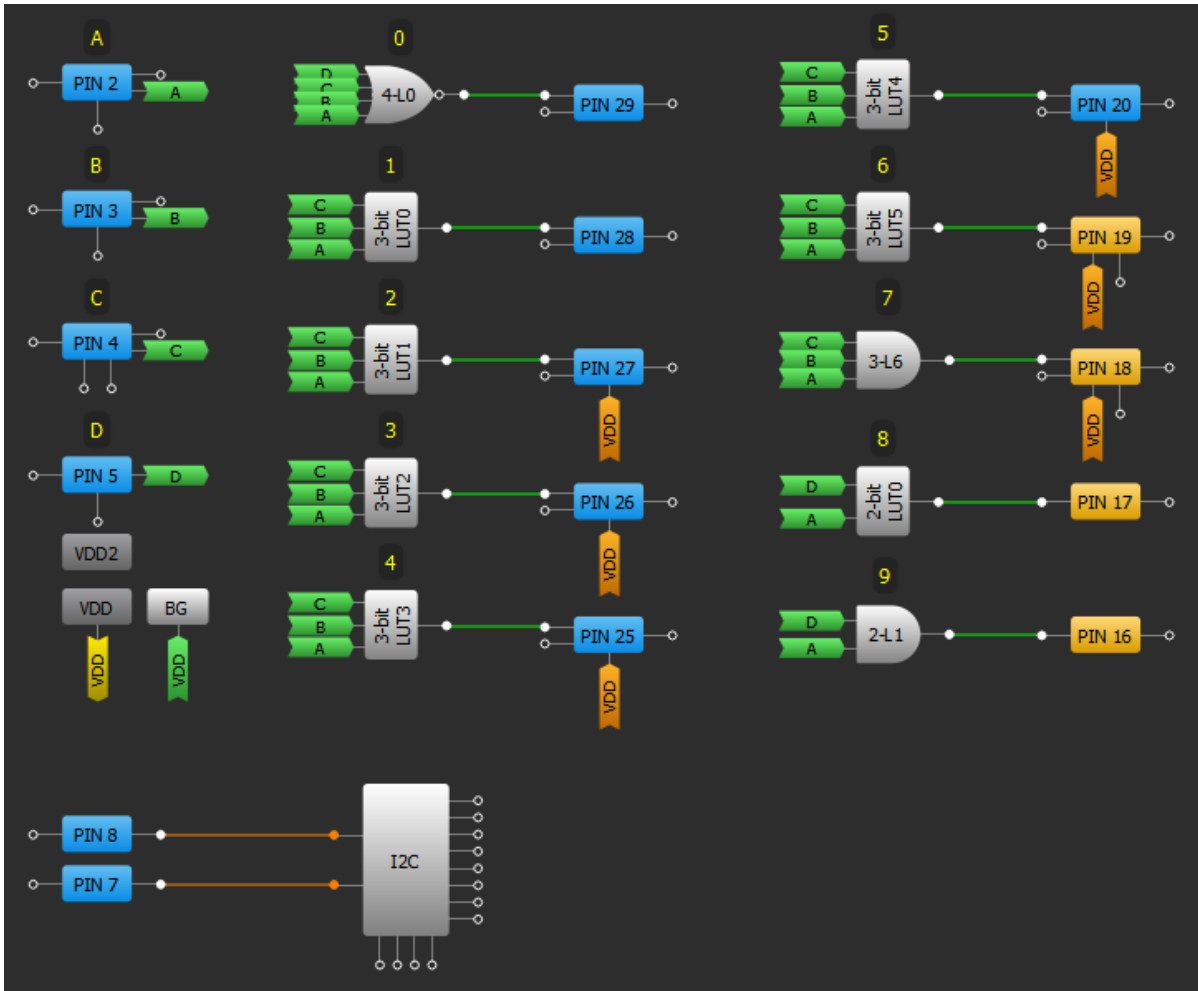 A
PIN 2
A
B
PIN 3
B
C
PIN 4
C
D
PIN 5
D
VDD2
VDD
BG
VDD
VDD
0
D
C
B
A
4-L0
PIN 29
1
C
B
A
3-bit
LUT0
PIN 28
2
C
B
A
3-bit
LUT1
PIN 27
VDD
3
C
B
A
3-bit
LUT2
PIN 26
VDD
4
C
B
A
3-bit
LUT3
PIN 25
VDD
5
C
B
A
3-bit
LUT4
PIN 20
VDD
6
C
B
A
3-bit
LUT5
PIN 19
VDD
7
C
B
A
3-L6
PIN 18
VDD
8
D
A
2-bit
LUT0
PIN 17
9
D
A
2-L1
PIN 16
PIN 8
PIN 7
I2C